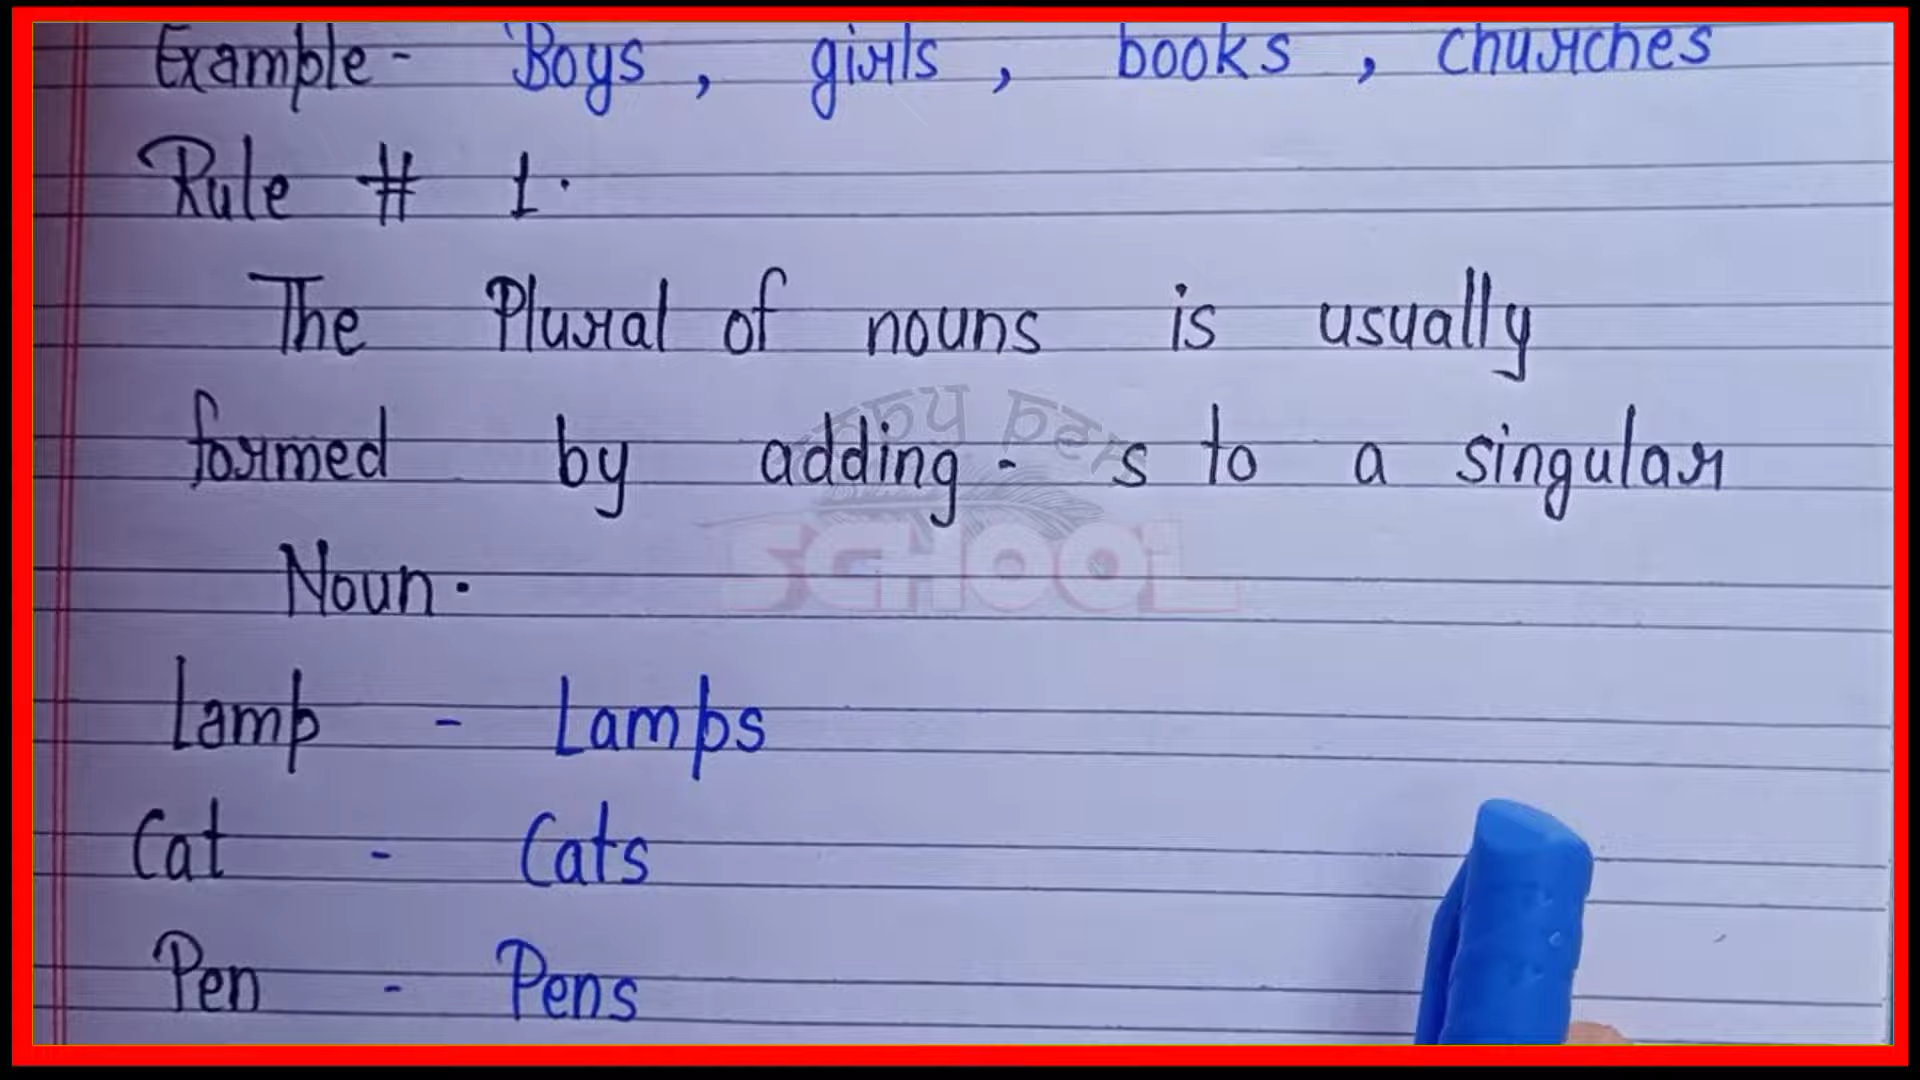 Example - Boys , girls , books , churches
Rule # 1.
The Plural of nouns is usually
formed by adding - s to a singular
Noun.
Lamp - Lamps
Cat - Cats
Pen - Pens
SCHOOL